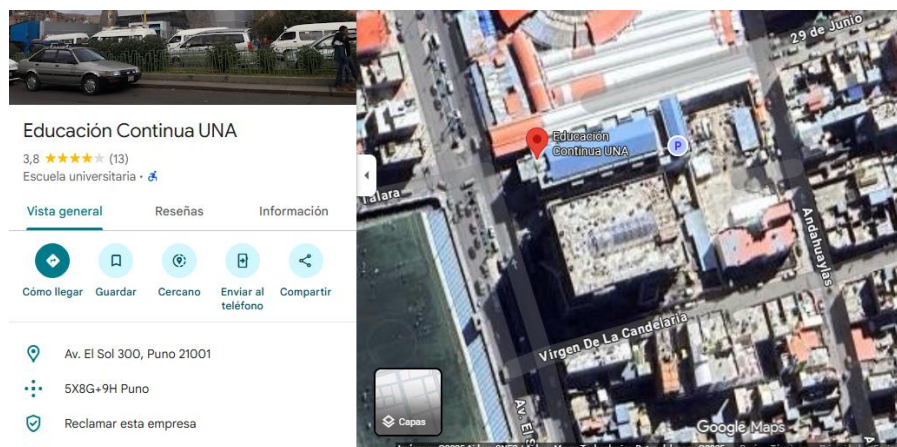 Educación Continua UNA
3,8 (13)
Escuela universitaria ·
Vista general
Reseñas
Información
Cómo llegar
Guardar
Cercano
Enviar al
teléfono
Compartir
Av. El Sol 300, Puno 21001
5X8G+9H Puno
Reclamar esta empresa
29 de Junio
Educación
Continua UNA
P
Talara
Andahuaylas
Virgen De La Candelaria
Av. El S
A
Capas
Google Maps